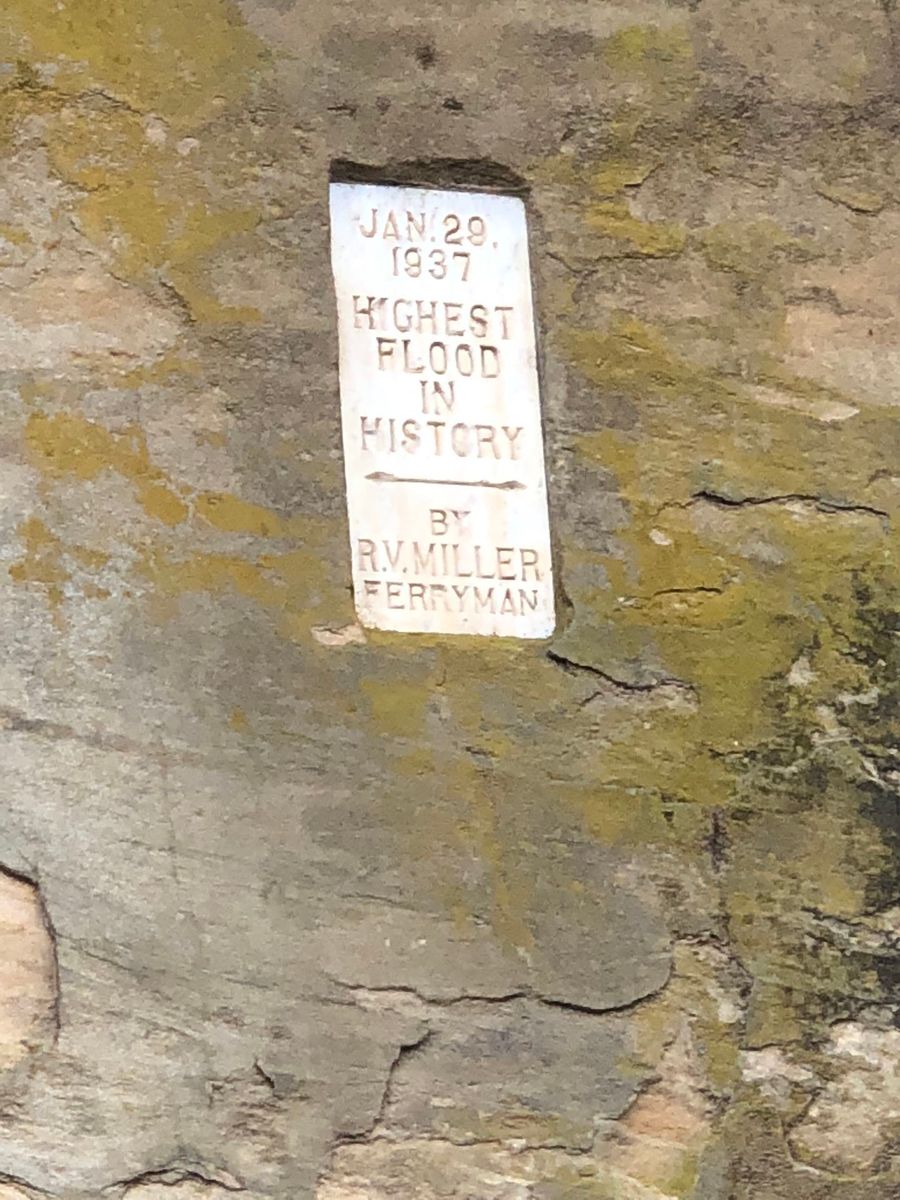 JAN. 29,
1937
HIGHEST
FLOOD
IN
HISTORY
BY
R.V. MILLER
FERRYMAN